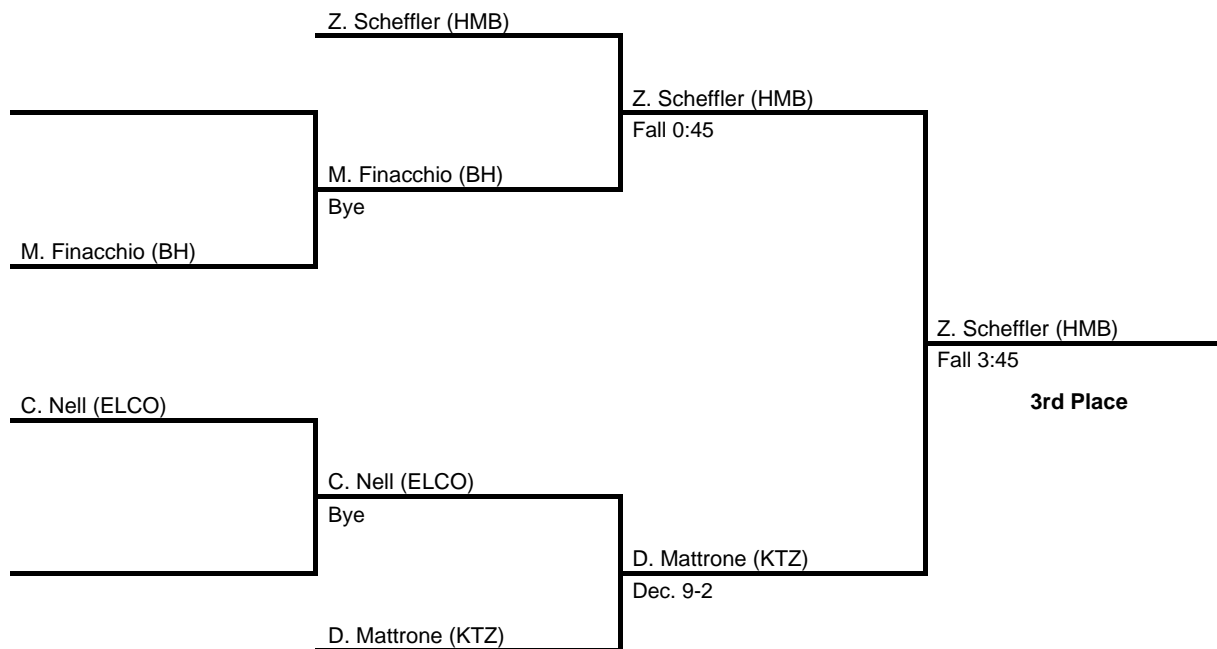 Z. Scheffler (HMB)
Z. Scheffler (HMB)
Fall 0:45
M. Finacchio (BH)
Bye
M. Finacchio (BH)
Z. Scheffler (HMB)
Fall 3:45
3rd Place
C. Nell (ELCO)
C. Nell (ELCO)
Bye
D. Mattrone (KTZ)
Dec. 9-2
D. Mattrone (KTZ)